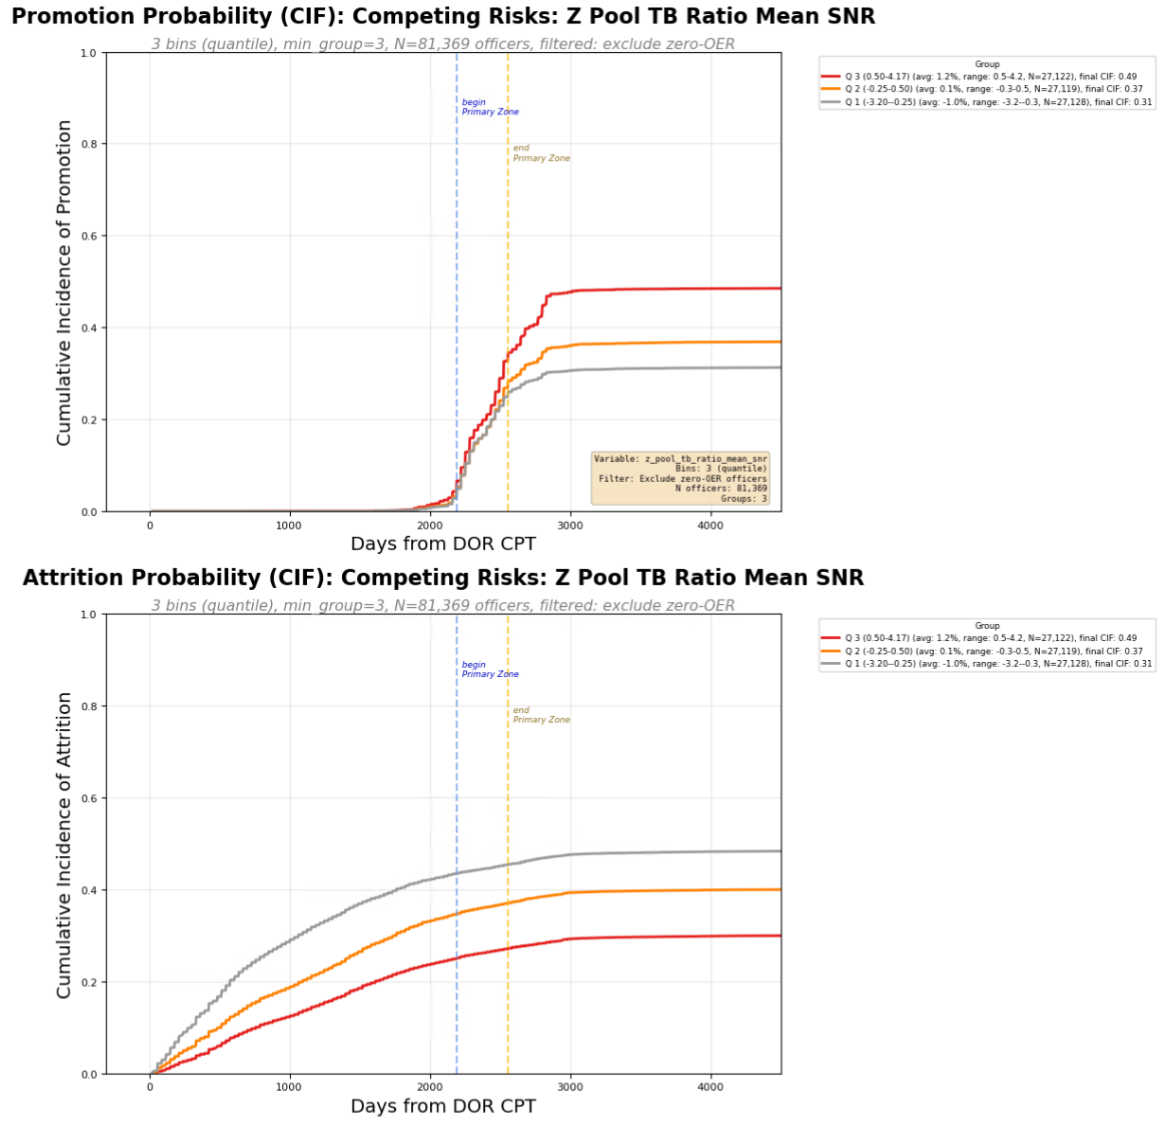 Promotion Probability (CIF): Competing Risks: Z Pool TB Ratio Mean SNR
3 bins (quantile), min_group=3, N=81,369 officers, filtered: exclude zero-OER
Cumulative Incidence of Promotion
1.0
0.8
0.6
0.4
0.2
0.0
begin
Primary Zone
end
Primary Zone
Group
Q 3 (0.50-4.17) (avg: 1.2%, range: 0.5-4.2, N=27,122), final CIF: 0.49
Q 2 (-0.25-0.50) (avg: 0.1%, range: -0.3-0.5, N=27,119), final CIF: 0.37
Q 1 (-3.20--0.25) (avg: -1.0%, range: -3.2--0.3, N=27,128), final CIF: 0.31
Variable: z_pool_tb_ratio_mean_snr
Bins: 3 (quantile)
Filter: Exclude zero-OER officers
N officers: 81,369
Groups: 3
0
1000
2000
3000
4000
Days from DOR CPT
Attrition Probability (CIF): Competing Risks: Z Pool TB Ratio Mean SNR
3 bins (quantile), min_group=3, N=81,369 officers, filtered: exclude zero-OER
Cumulative Incidence of Attrition
1.0
0.8
0.6
0.4
0.2
0.0
begin
Primary Zone
end
Primary Zone
Group
Q 3 (0.50-4.17) (avg: 1.2%, range: 0.5-4.2, N=27,122), final CIF: 0.49
Q 2 (-0.25-0.50) (avg: 0.1%, range: -0.3-0.5, N=27,119), final CIF: 0.37
Q 1 (-3.20--0.25) (avg: -1.0%, range: -3.2--0.3, N=27,128), final CIF: 0.31
0
1000
2000
3000
4000
Days from DOR CPT